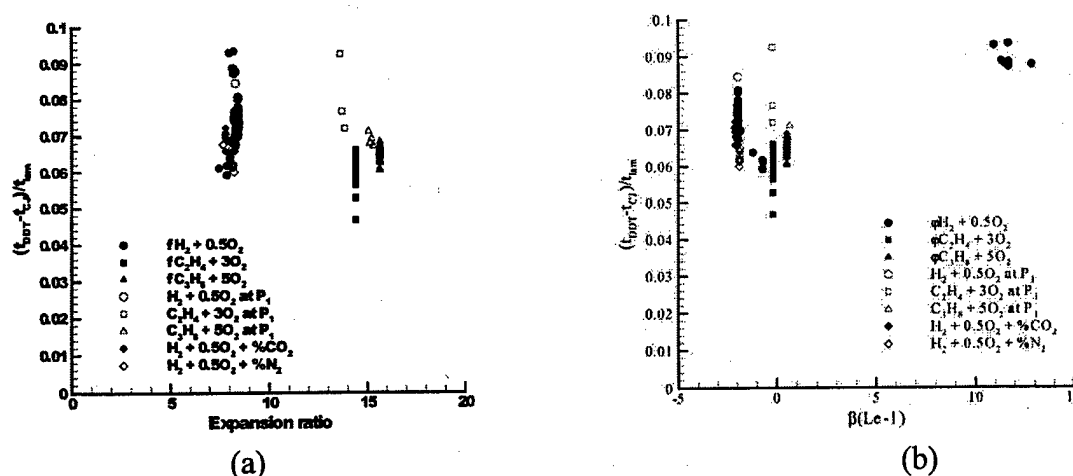 0.1
0.09
0.08
0.07
0.06
0.05
0.04
0.03
0.02
0.01
0
0
5
10
15
20
(t_DDT-t_CJ)/t_lam
Expansion ratio
fH2 + 0.5O2
fC2H4 + 3O2
fC3H8 + 5O2
H2 + 0.5O2 at P1
C2H4 + 3O2 at P1
C3H8 + 5O2 at P1
H2 + 0.5O2 + %CO2
H2 + 0.5O2 + %N2
(a)
0.1
0.09
0.08
0.07
0.06
0.05
0.04
0.03
0.02
0.01
0
-5
0
5
10
(t_DDT-t_CJ)/t_lam
β(Le-1)
φH2 + 0.5O2
φC2H4 + 3O2
φC3H8 + 5O2
H2 + 0.5O2 at P1
C2H4 + 3O2 at P1
C3H8 + 5O2 at P1
H2 + 0.5O2 + %CO2
H2 + 0.5O2 + %N2
(b)